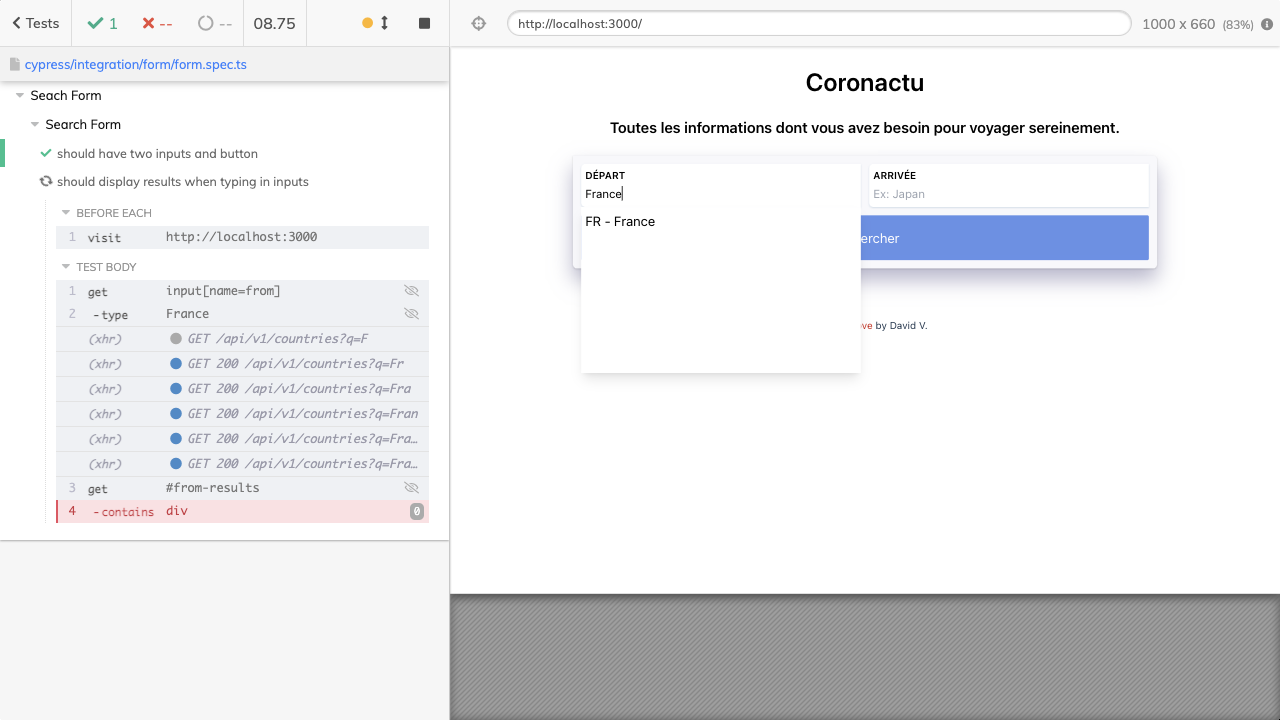 Tests 1 -- -- 08.75
http://localhost:3000/ 1000 x 660 (83%)
cypress/integration/form/form.spec.ts
Seach Form
Search Form
should have two inputs and button
should display results when typing in inputs
BEFORE EACH
1 visit http://localhost:3000
TEST BODY
1 get input[name=from]
2 -type France
(xhr) GET /api/v1/countries?q=F
(xhr) GET 200 /api/v1/countries?q=Fr
(xhr) GET 200 /api/v1/countries?q=Fra
(xhr) GET 200 /api/v1/countries?q=Fran
(xhr) GET 200 /api/v1/countries?q=Fra…
(xhr) GET 200 /api/v1/countries?q=Fra…
3 get #from-results
4 -contains div 0
Coronactu
Toutes les informations dont vous avez besoin pour voyager sereinement.
DÉPART
France
FR - France
ARRIVÉE
Ex: Japan
ercher
ve by David V.